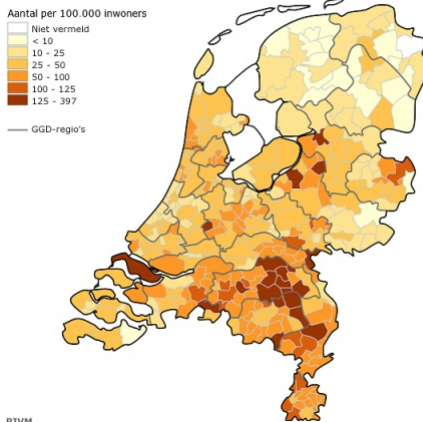 Aantal per 100.000 inwoners
Niet vermeld
< 10
10 - 25
25 - 50
50 - 100
100 - 125
125 - 397
GGD-regio's
RIVM